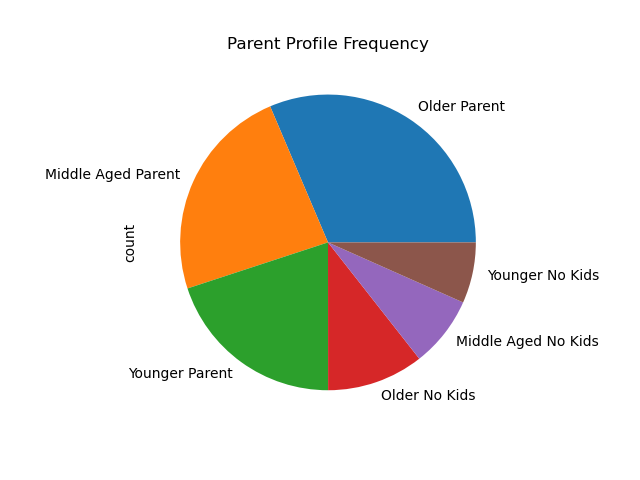 Parent Profile Frequency
Older Parent
Middle Aged Parent
count
Younger No Kids
Middle Aged No Kids
Younger Parent
Older No Kids